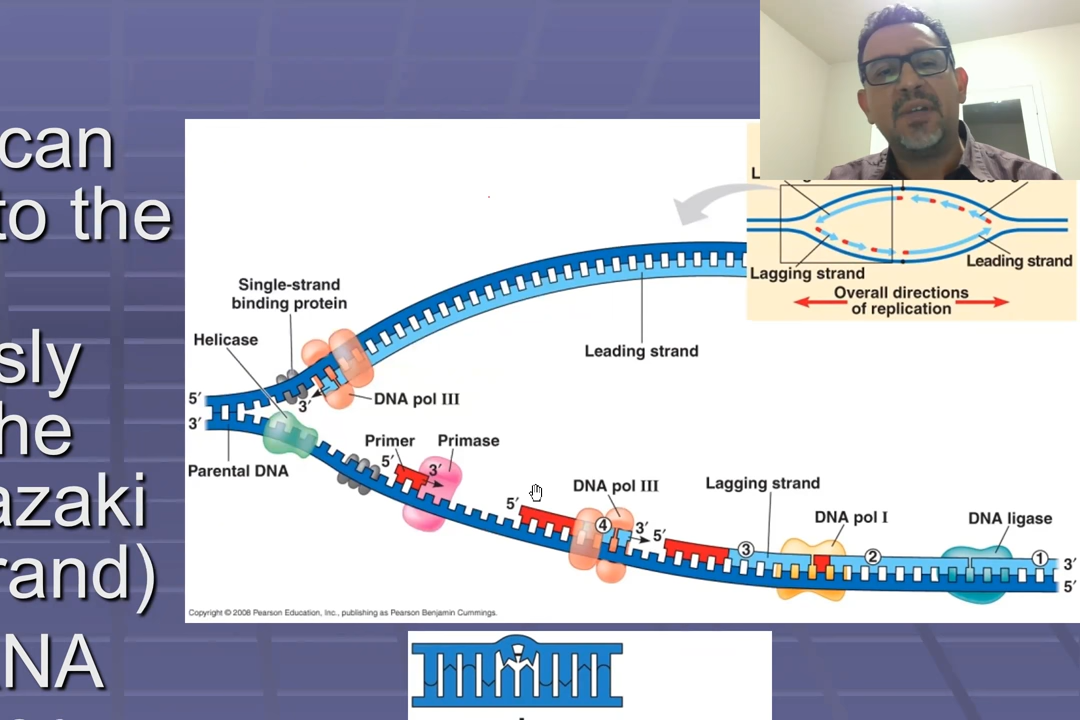 can
to the
sly
he
azaki
rand)
NA
Single-strand
binding protein
Helicase
5′
3′
3′
DNA pol III
Leading strand
Parental DNA
Primer
Primase
5′
3′
5′
DNA pol III
4
3′
5′
Lagging strand
3
DNA pol I
2
DNA ligase
1
3′
5′
Lagging strand
Leading strand
Overall directions
of replication
Copyright © 2008 Pearson Education, Inc., publishing as Pearson Benjamin Cummings.